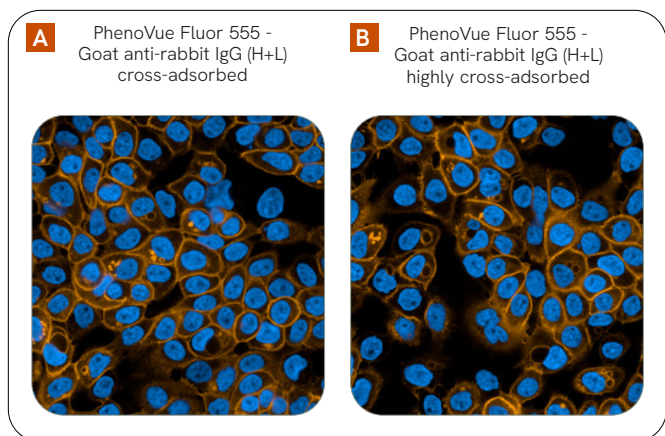 A
PhenoVue Fluor 555 -
Goat anti-rabbit IgG (H+L)
cross-adsorbed
B
PhenoVue Fluor 555 -
Goat anti-rabbit IgG (H+L)
highly cross-adsorbed